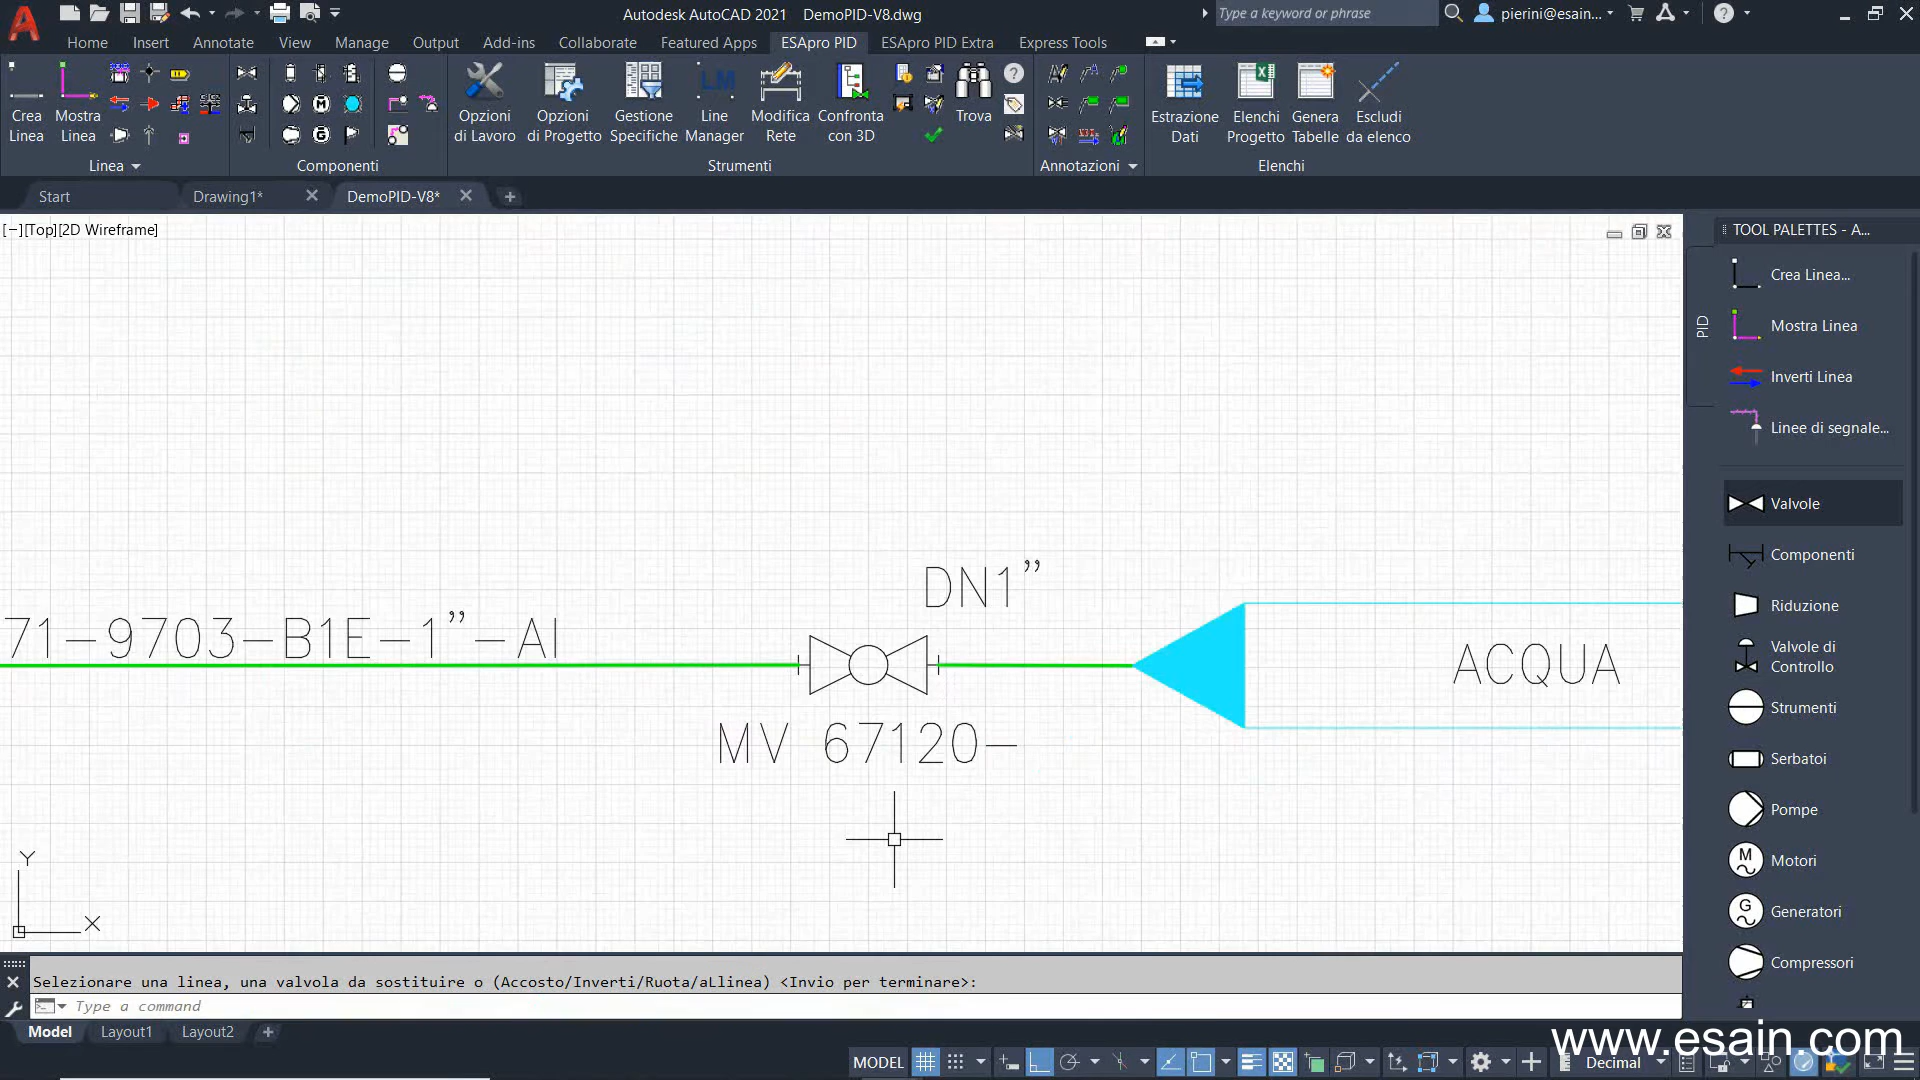 Autodesk AutoCAD 2021 DemoPID-V8.dwg
Type a keyword or phrase
pierini@esain...
Home Insert Annotate View Manage Output Add-ins Collaborate Featured Apps ESApro PID ESApro PID Extra Express Tools
Crea Linea
Mostra Linea
Opzioni di Lavoro
Opzioni di Progetto
Gestione Specifiche
LM
Line Manager
Modifica Rete
Confronta con 3D
Trova
Estrazione Dati
Elenchi Progetto
Genera Tabelle
Escludi da elenco
Linea Componenti Strumenti Annotazioni Elenchi
Start Drawing1* DemoPID-V8*
[−][Top][2D Wireframe]
TOOL PALETTES - A...
PID
Crea Linea...
Mostra Linea
Inverti Linea
Linee di segnale...
Valvole
Componenti
Riduzione
Valvole di
Controllo
Strumenti
Serbatoi
Pompe
M
Motori
G
Generatori
Compressori
DN1”
71-9703-B1E-1”-AI
ACQUA
MV 67120-
Y
X
Selezionare una linea, una valvola da sostituire o (Accosto/Inverti/Ruota/aLlinea) <Invio per terminare>:
Type a command
Model Layout1 Layout2
www.esain.com
MODEL
Decimal